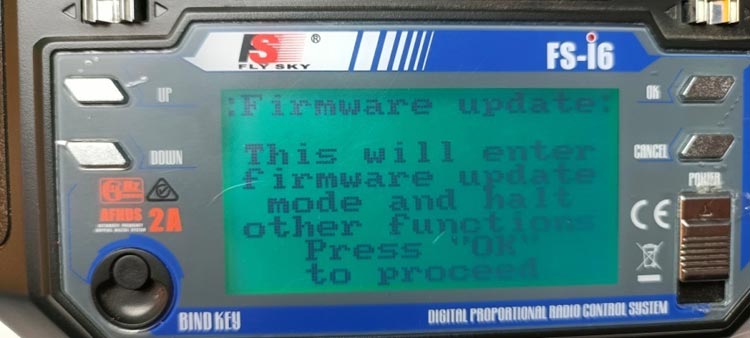 FS ®
FLY SKY
FS-i6
UP
OK
DOWN
CANCEL
POWER
:Firmware update:
This will enter
firmware update
mode and halt
other functions
Press "OK"
to proceed
AFHDS 2A
CE
BIND KEY
DIGITAL PROPORTIONAL RADIO CONTROL SYSTEM